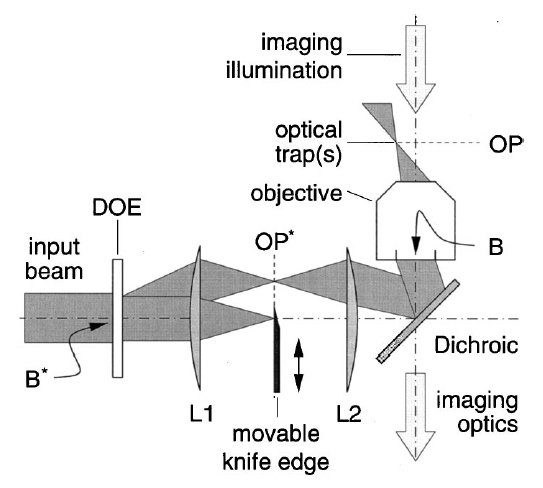 imaging
illumination
optical
trap(s)
OP
objective
DOE
B
input
beam
OP*
Dichroic
B*
L1
L2
imaging
optics
movable
knife edge